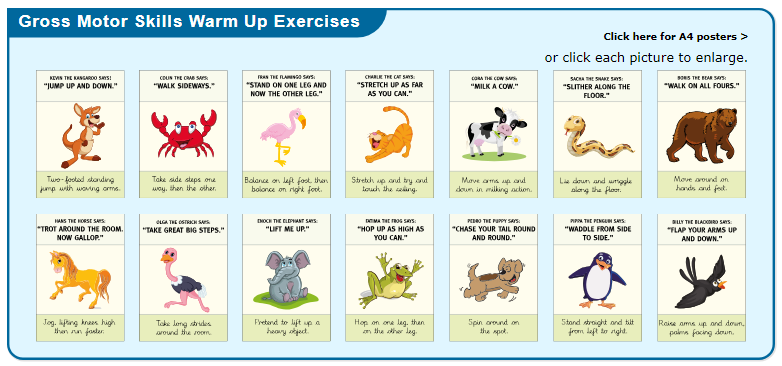 Gross Motor Skills Warm Up Exercises
Click here for A4 posters >
or click each picture to enlarge.
KEVIN THE KANGAROO SAYS:
"JUMP UP AND DOWN."
Two-footed standing
jump with waving arms.
COLIN THE CRAB SAYS:
"WALK SIDEWAYS."
Take side steps one
way, then the other.
FRAN THE FLAMINGO SAYS:
"STAND ON ONE LEG AND
NOW THE OTHER LEG."
Balance on left foot, then
balance on right foot.
CHARLIE THE CAT SAYS:
"STRETCH UP AS FAR
AS YOU CAN."
Stretch up and try and
touch the ceiling.
CORA THE COW SAYS:
"MILK A COW."
Move arms up and
down in milking action.
SACHA THE SNAKE SAYS:
"SLITHER ALONG THE
FLOOR."
Lie down and wriggle
along the floor.
BORIS THE BEAR SAYS:
"WALK ON ALL FOURS."
Move around on
hands and feet.
HANS THE HORSE SAYS:
"TROT AROUND THE ROOM.
NOW GALLOP."
Jog, lifting knees high
then run faster.
OLGA THE OSTRICH SAYS:
"TAKE GREAT BIG STEPS."
Take long strides
around the room.
ENOCH THE ELEPHANT SAYS:
"LIFT ME UP."
Pretend to lift up a
heavy object.
THE FROG SAYS:
"HOP UP AS HIGH AS
YOU CAN."
Hop on one leg, then
on the other leg.
PEDRO THE PUPPY SAYS:
"CHASE YOUR TAIL ROUND
AND ROUND."
Spin around on
the spot.
PIPPA THE PENGUIN SAYS:
"WADDLE FROM SIDE
TO SIDE."
Stand straight and tilt
from left to right.
BILLY THE BLACKBIRD SAYS:
"FLAP YOUR ARMS UP
AND DOWN."
Raise arms up and down,
palms facing down.